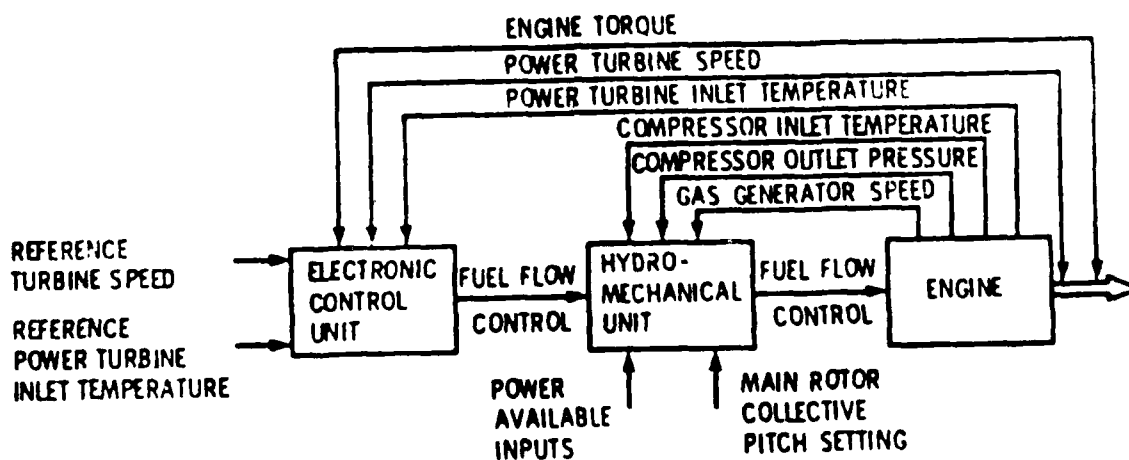 ENGINE TORQUE
POWER TURBINE SPEED
POWER TURBINE INLET TEMPERATURE
COMPRESSOR INLET TEMPERATURE
COMPRESSOR OUTLET PRESSURE
GAS GENERATOR SPEED
REFERENCE
TURBINE SPEED
REFERENCE
POWER TURBINE
INLET TEMPERATURE
ELECTRONIC
CONTROL
UNIT
FUEL FLOW
CONTROL
HYDRO-
MECHANICAL
UNIT
FUEL FLOW
CONTROL
ENGINE
POWER
AVAILABLE
INPUTS
MAIN ROTOR
COLLECTIVE
PITCH SETTING